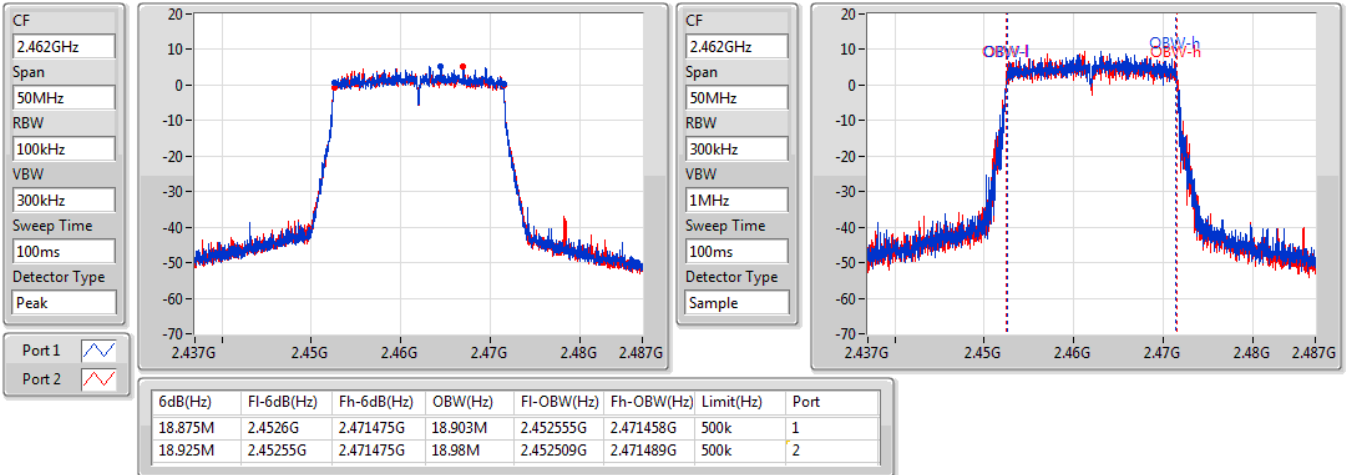 CF
2.462GHz
Span
50MHz
RBW
100kHz
VBW
300kHz
Sweep Time
100ms
Detector Type
Peak
20
10
0
-10
-20
-30
-40
-50
-60
-70
2.437G 2.45G 2.46G 2.47G 2.48G 2.487G
Port 1
Port 2
CF
2.462GHz
Span
50MHz
RBW
300kHz
VBW
1MHz
Sweep Time
100ms
Detector Type
Sample
20
10
0
-10
-20
-30
-40
-50
-60
-70
OBW-l
OBW-l
OBW-h
OBW-h
2.437G 2.45G 2.46G 2.47G 2.48G 2.487G
6dB(Hz) Fl-6dB(Hz) Fh-6dB(Hz) OBW(Hz) Fl-OBW(Hz) Fh-OBW(Hz) Limit(Hz) Port
18.875M 2.4526G 2.471475G 18.903M 2.452555G 2.471458G 500k 1
18.925M 2.45255G 2.471475G 18.98M 2.452509G 2.471489G 500k 2